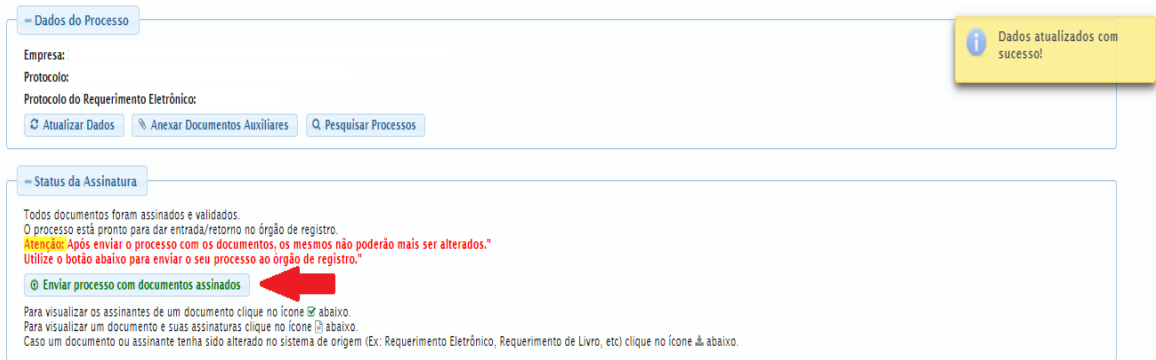 Dados do Processo
Dados atualizados com
sucesso!
Empresa:
Protocolo:
Protocolo do Requerimento Eletrônico:
Atualizar Dados Anexar Documentos Auxiliares Pesquisar Processos
Status da Assinatura
Todos documentos foram assinados e validados.
O processo está pronto para dar entrada/retorno no órgão de registro.
Atenção: Após enviar o processo com os documentos, os mesmos não poderão mais ser alterados."
Utilize o botão abaixo para enviar o seu processo ao órgão de registro."
Enviar processo com documentos assinados
Para visualizar os assinantes de um documento clique no ícone abaixo.
Para visualizar um documento e suas assinaturas clique no ícone abaixo.
Caso um documento ou assinante tenha sido alterado no sistema de origem (Ex: Requerimento Eletrônico, Requerimento de Livro, etc) clique no ícone abaixo.